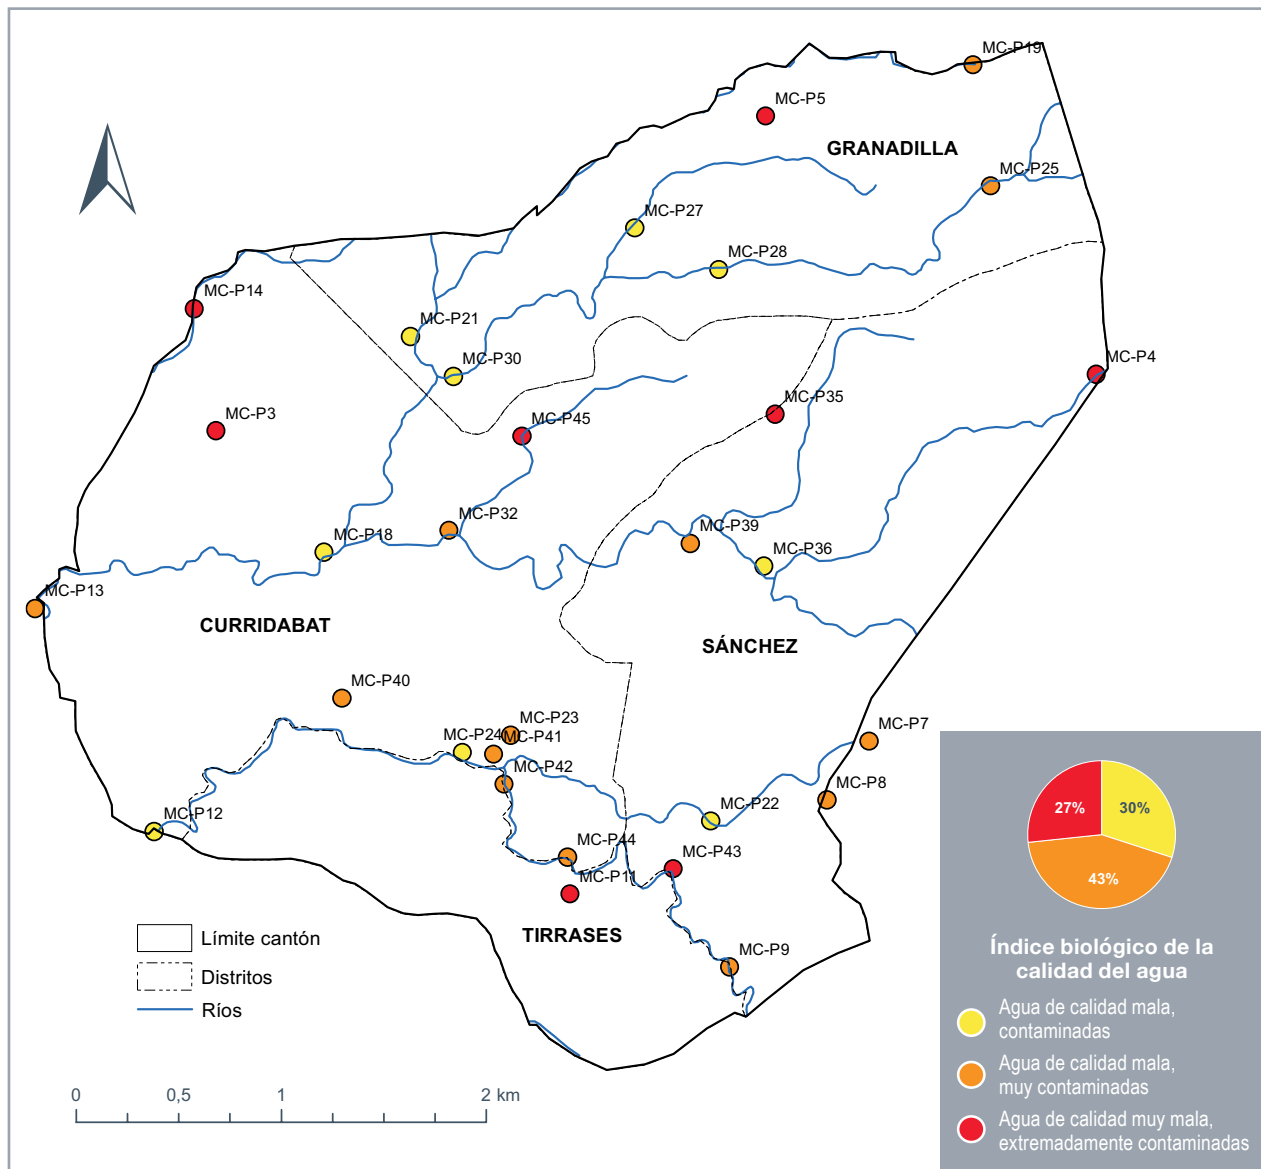 MC-P19
MC-P5
GRANADILLA
MC-P25
MC-P27
MC-P28
MC-P14
MC-P21
MC-P30
MC-P4
MC-P3
MC-P45
MC-P35
MC-P32
MC-P18
MC-P39
MC-P36
MC-P13
CURRIDABAT
SÁNCHEZ
MC-P40
MC-P23
MC-P24
MC-P41
MC-P42
MC-P7
MC-P8
MC-P12
MC-P22
MC-P44
MC-P43
MC-P11
TIRRASES
MC-P9
Límite cantón
Distritos
Ríos
0 0,5 1 2 km
27%
30%
43%
Índice biológico de la
calidad del agua
Agua de calidad mala,
contaminadas
Agua de calidad mala,
muy contaminadas
Agua de calidad muy mala,
extremadamente contaminadas